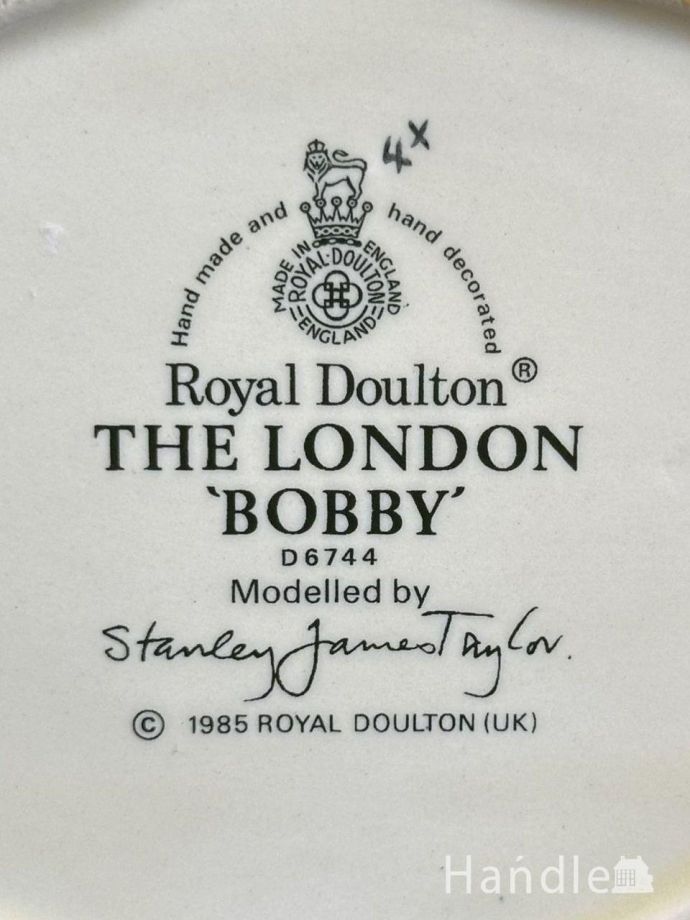 4x
Hand made and hand decorated
MADE IN ENGLAND
ROYAL·DOULTON
ENGLAND
Royal Doulton®
THE LONDON
‘BOBBY’
D6744
Modelled by
Stanley James Taylor.
© 1985 ROYAL DOULTON (UK)
Handle